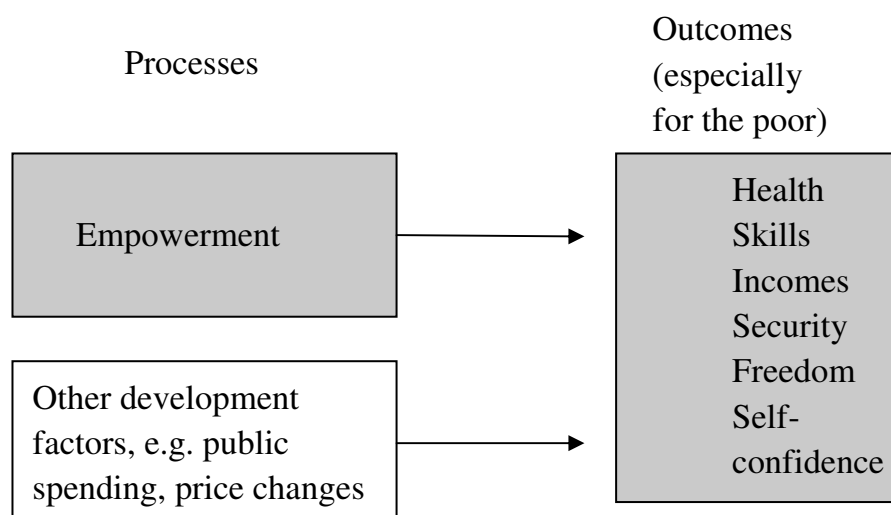 Processes
Outcomes
(especially
for the poor)
Empowerment
Other development
factors, e.g. public
spending, price changes
Health
Skills
Incomes
Security
Freedom
Self-
confidence